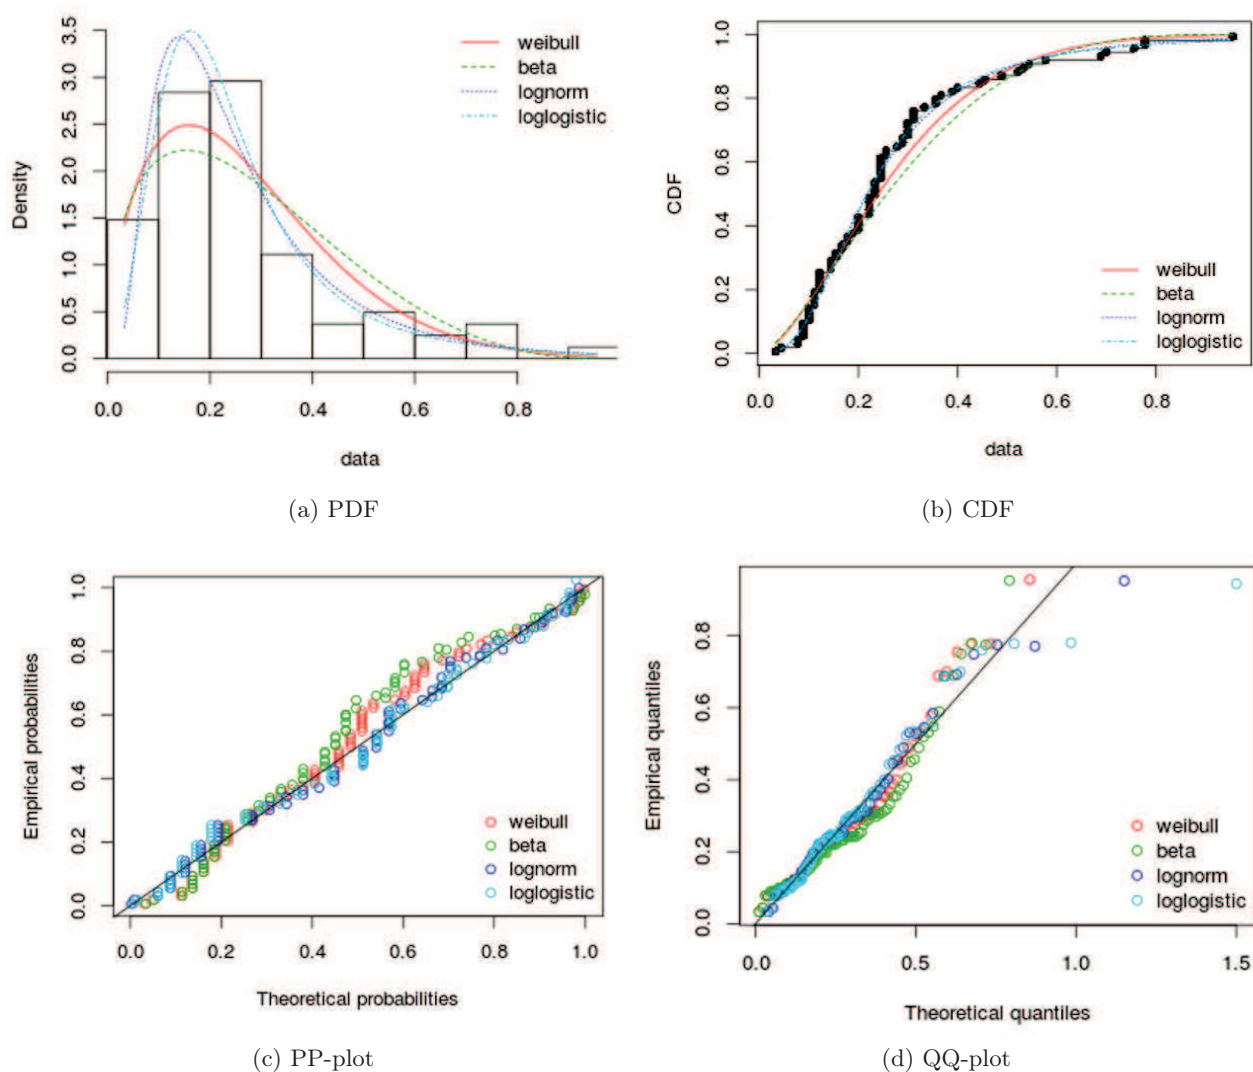 3.5
3.0
2.5
2.0
1.5
1.0
0.5
0.0
Density
weibull
beta
lognorm
loglogistic
0.0 0.2 0.4 0.6 0.8
data
(a) PDF
1.0
0.8
0.6
0.4
0.2
0.0
CDF
weibull
beta
lognorm
loglogistic
0.0 0.2 0.4 0.6 0.8
data
(b) CDF
1.0
0.8
0.6
0.4
0.2
0.0
Empirical probabilities
weibull
beta
lognorm
loglogistic
0.0 0.2 0.4 0.6 0.8 1.0
Theoretical probabilities
(c) PP-plot
0.8
0.6
0.4
0.2
0.0
Empirical quantiles
weibull
beta
lognorm
loglogistic
0.0 0.5 1.0 1.5
Theoretical quantiles
(d) QQ-plot